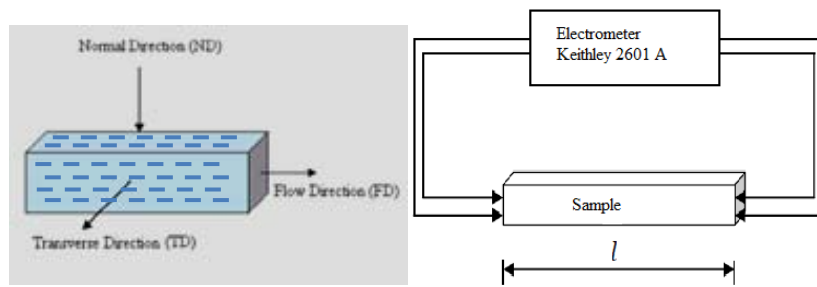 Normal Direction (ND)
Flow Direction (FD)
Transverse Direction (TD)
Electrometer
Keithley 2601 A
Sample
l